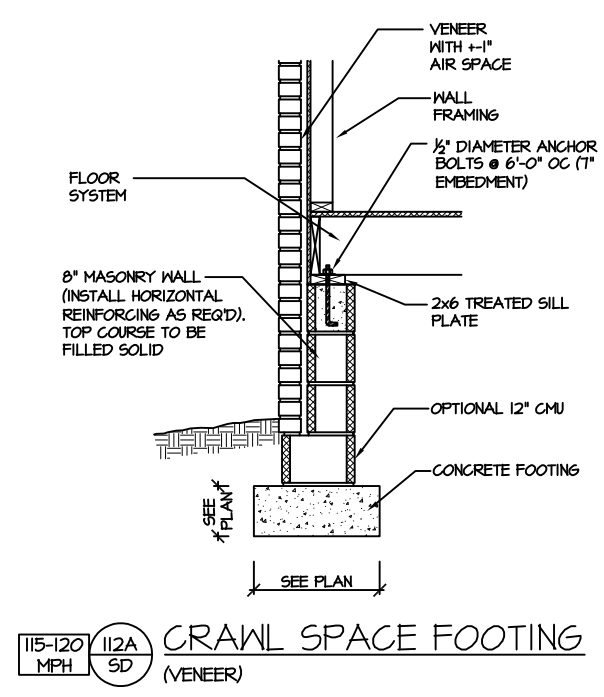 VENEER
WITH +-1"
AIR SPACE
WALL
FRAMING
½" DIAMETER ANCHOR
BOLTS @ 6'-0" OC (7"
EMBEDMENT)
FLOOR
SYSTEM
8" MASONRY WALL
(INSTALL HORIZONTAL
REINFORCING AS REQ'D).
TOP COURSE TO BE
FILLED SOLID
2x6 TREATED SILL
PLATE
OPTIONAL 12" CMU
CONCRETE FOOTING
SEE
PLAN
SEE PLAN
115-120
MPH
112A
SD
CRAWL SPACE FOOTING
(VENEER)